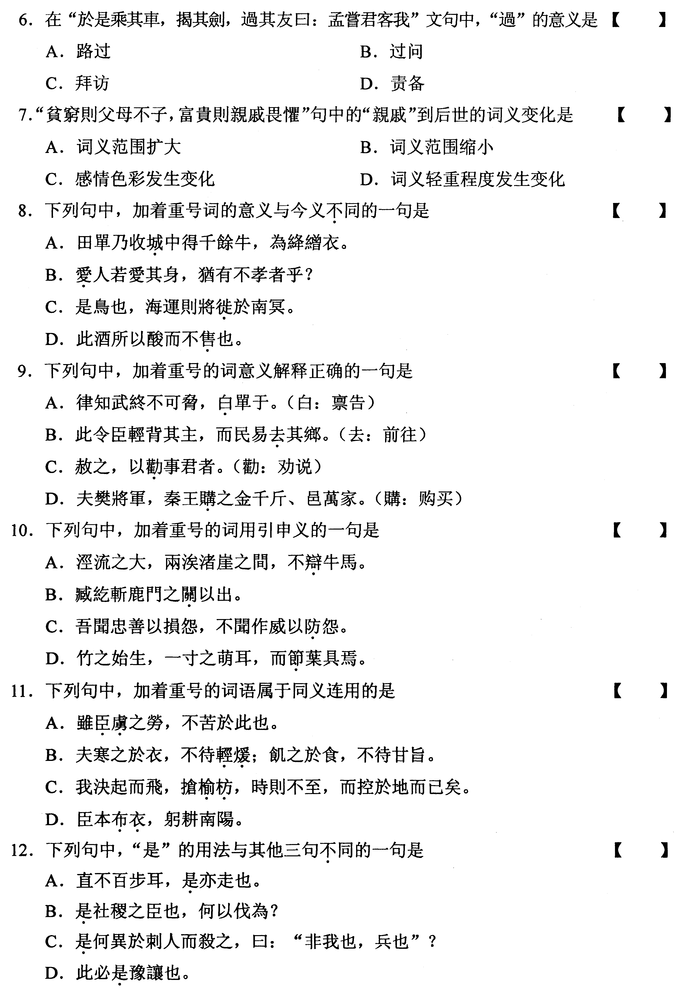 6. 在“於是乘其車，揭其劍，過其友曰：孟嘗君客我”文句中，“過”的意义是【 】
A. 路过 B. 过问
C. 拜访 D. 责备
7.“貧窮則父母不子，富貴則親戚畏懼”句中的“親戚”到后世的词义变化是 【 】
A. 词义范围扩大 B. 词义范围缩小
C. 感情色彩发生变化 D. 词义轻重程度发生变化
8. 下列句中，加着重号词的意义与今义不同的一句是 【 】
A. 田單乃收城中得千餘牛，為絳繒衣。
B. 愛人若愛其身，猶有不孝者乎？
C. 是鳥也，海運則將徙於南冥。
D. 此酒所以酸而不售也。
9. 下列句中，加着重号的词意义解释正确的一句是 【 】
A. 律知武終不可脅，白單于。（白：禀告）
B. 此令臣輕背其主，而民易去其鄉。（去：前往）
C. 赦之，以勸事君者。（勸：劝说）
D. 夫樊將軍，秦王購之金千斤、邑萬家。（購：购买）
10. 下列句中，加着重号的词用引申义的一句是 【 】
A. 涇流之大，兩涘渚崖之間，不辯牛馬。
B. 臧紇斬鹿門之關以出。
C. 吾聞忠善以損怨，不聞作威以防怨。
D. 竹之始生，一寸之萌耳，而節葉具焉。
11. 下列句中，加着重号的词语属于同义连用的是 【 】
A. 雖臣虜之勞，不苦於此也。
B. 夫寒之於衣，不待輕煖；飢之於食，不待甘旨。
C. 我決起而飛，搶榆枋，時則不至，而控於地而已矣。
D. 臣本布衣，躬耕南陽。
12. 下列句中，“是”的用法与其他三句不同的一句是 【 】
A. 直不百步耳，是亦走也。
B. 是社稷之臣也，何以伐為？
C. 是何異於刺人而殺之，曰：“非我也，兵也”？
D. 此必是豫讓也。